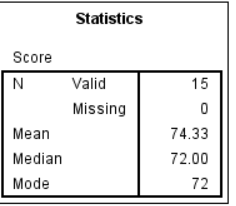 Statistics
Score
N Valid 15
Missing 0
Mean 74.33
Median 72.00
Mode 72